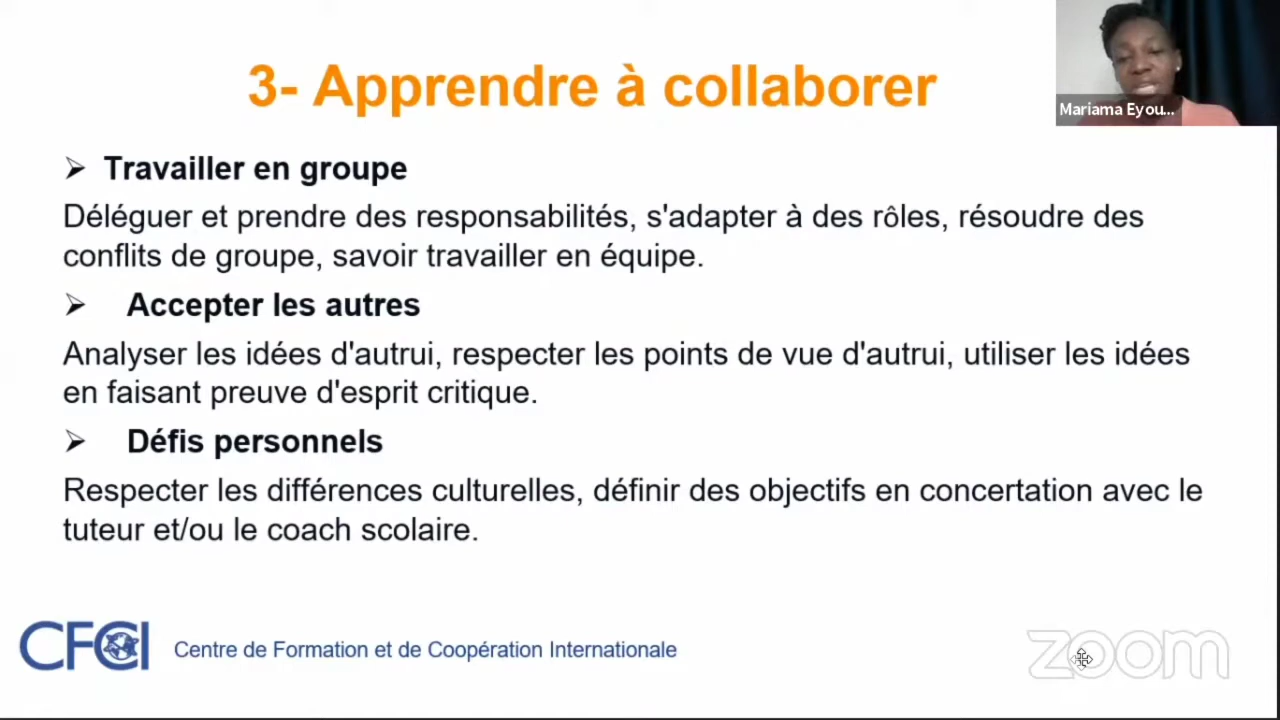 3- Apprendre à collaborer
Mariama Eyou...
Travailler en groupe
Déléguer et prendre des responsabilités, s'adapter à des rôles, résoudre des
conflits de groupe, savoir travailler en équipe.
Accepter les autres
Analyser les idées d'autrui, respecter les points de vue d'autrui, utiliser les idées
en faisant preuve d'esprit critique.
Défis personnels
Respecter les différences culturelles, définir des objectifs en concertation avec le
tuteur et/ou le coach scolaire.
CFCI
Centre de Formation et de Coopération Internationale
zoom